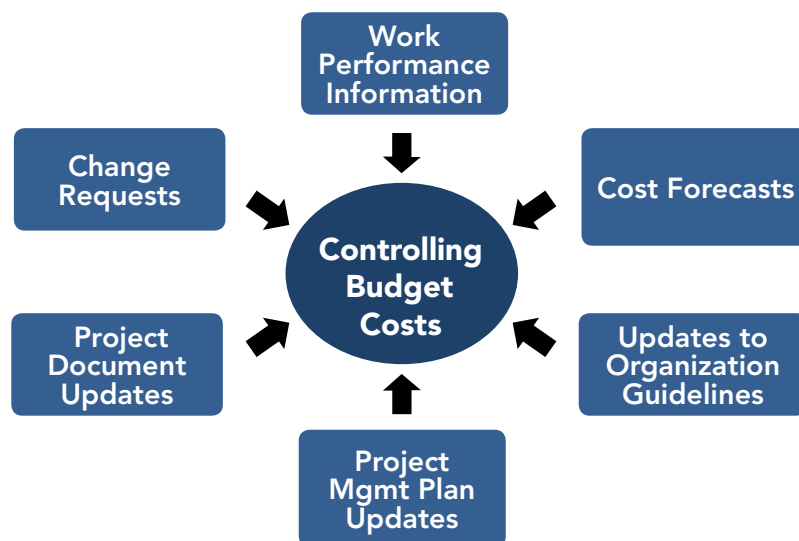 Work
Performance
Information
Change
Requests
Cost Forecasts
Controlling
Budget
Costs
Project
Document
Updates
Updates to
Organization
Guidelines
Project
Mgmt Plan
Updates